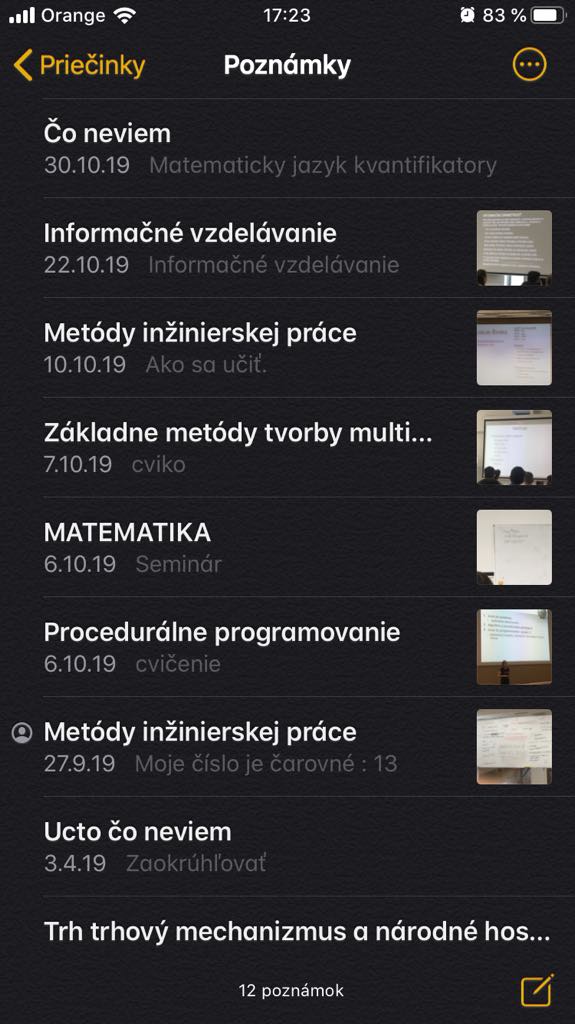 Orange 17:23 83 %
Priečinky Poznámky
Čo neviem
30.10.19 Matematicky jazyk kvantifikatory
Informačné vzdelávanie
22.10.19 Informačné vzdelávanie
Metódy inžinierskej práce
10.10.19 Ako sa učiť.
Základne metódy tvorby multi...
7.10.19 cviko
MATEMATIKA
6.10.19 Seminár
Procedurálne programovanie
6.10.19 cvičenie
Metódy inžinierskej práce
27.9.19 Moje číslo je čarovné : 13
Ucto čo neviem
3.4.19 Zaokrúhľovať
Trh trhový mechanizmus a národné hos...
12 poznámok